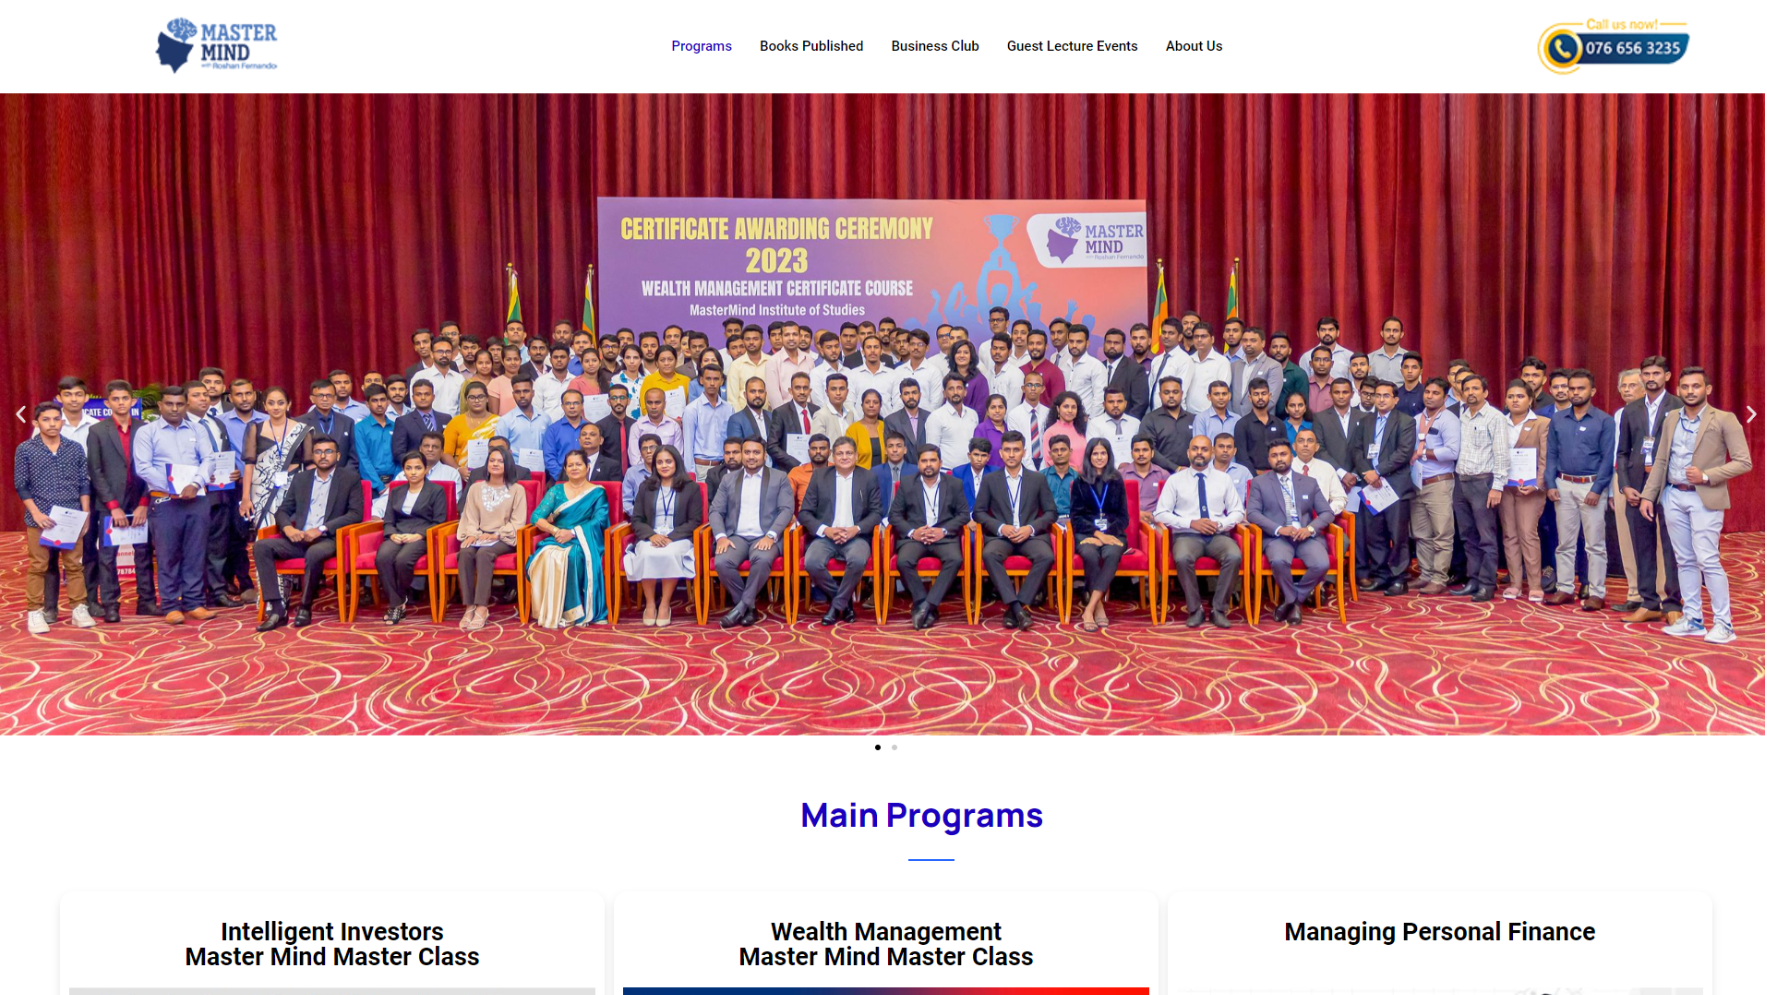 MASTER
MIND
with Roshan Fernando
Programs
Books Published
Business Club
Guest Lecture Events
About Us
Call us now!
076 656 3235
CERTIFICATE AWARDING CEREMONY
2023
WEALTH MANAGEMENT CERTIFICATE COURSE
MasterMind Institute of Studies
MASTER
MIND
with Roshan Fernando
Main Programs
Intelligent Investors
Master Mind Master Class
Wealth Management
Master Mind Master Class
Managing Personal Finance